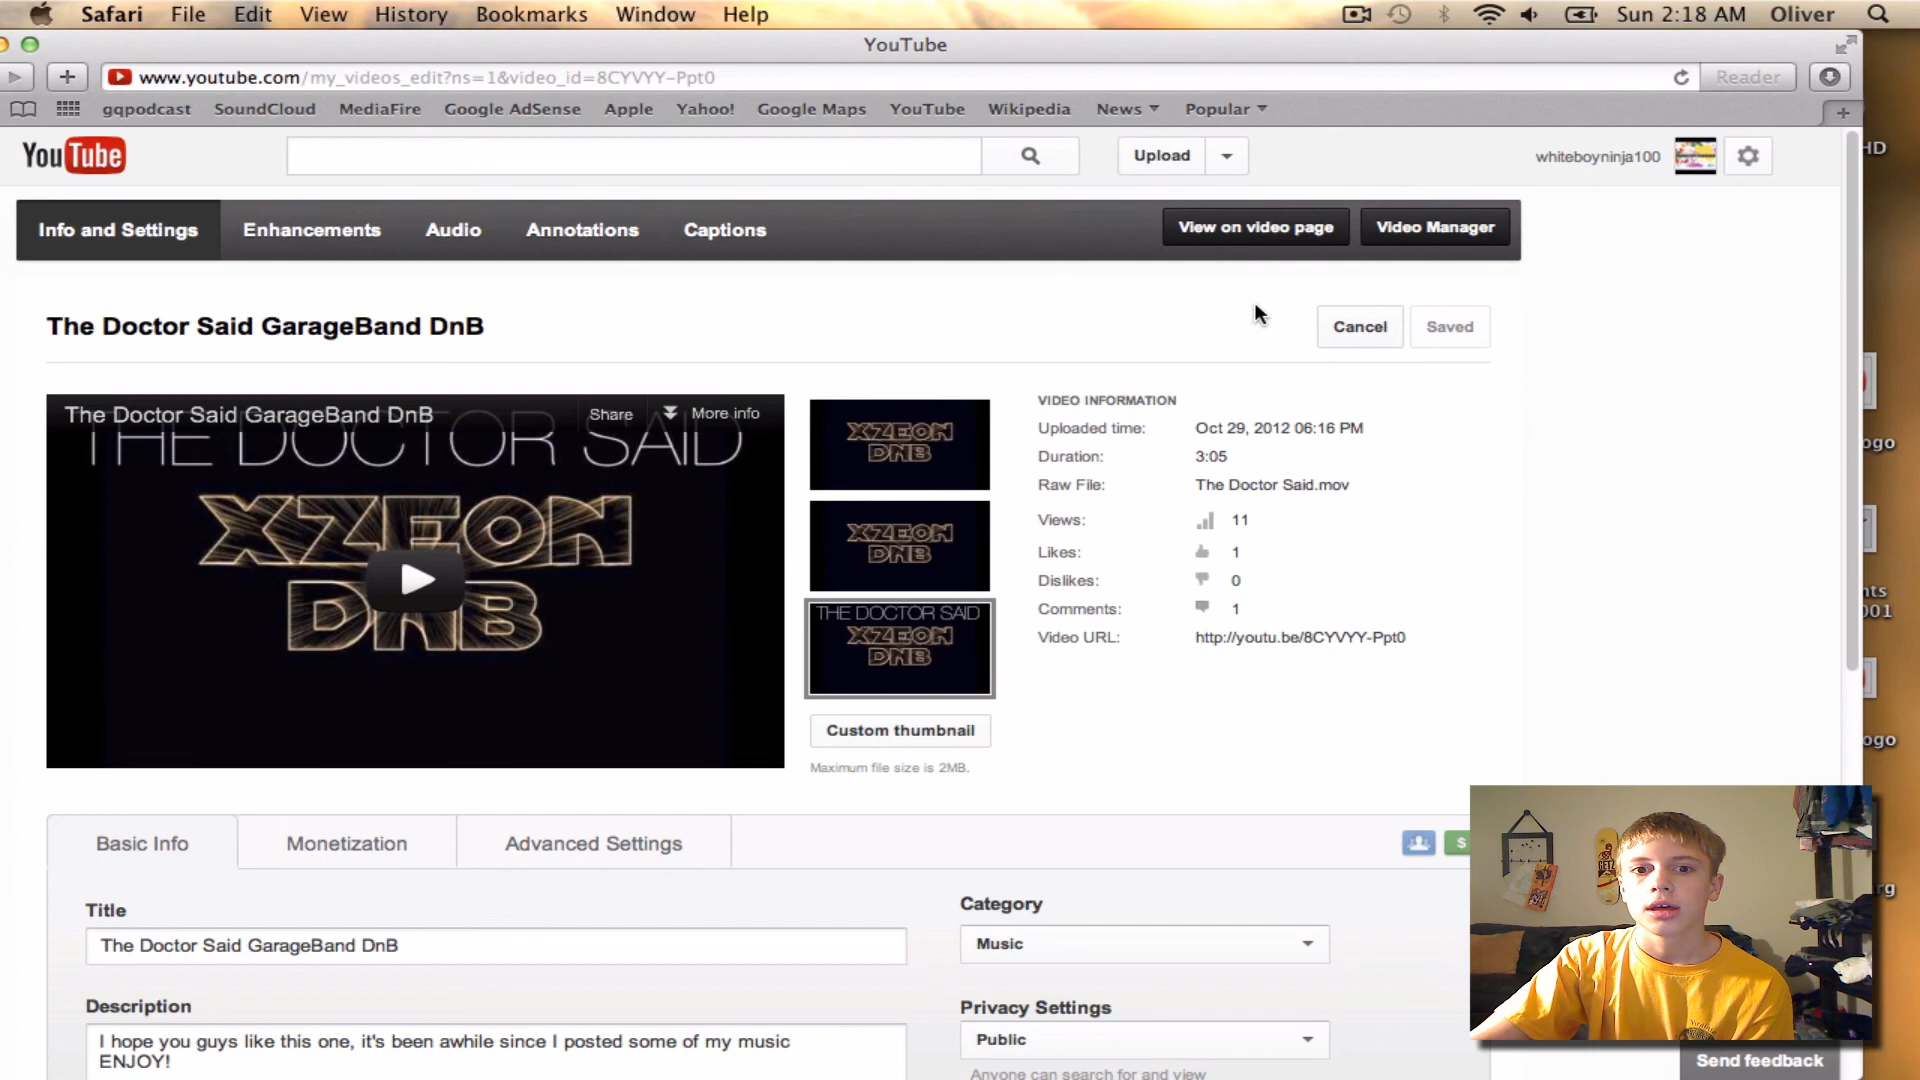 Safari File Edit View History Bookmarks Window Help Sun 2:18 AM Oliver
YouTube
www.youtube.com/my_videos_edit?ns=1&video_id=8CYVYY-Ppt0 Reader
gqpodcast SoundCloud MediaFire Google AdSense Apple Yahoo! Google Maps YouTube Wikipedia News Popular
YouTube Upload whiteboyninja100
HD
Info and Settings Enhancements Audio Annotations Captions View on video page Video Manager
The Doctor Said GarageBand DnB Cancel Saved
The Doctor Said GarageBand DnB Share More info
THE DOCTOR SAID
XZEON
DNB
XZEON
DNB
XZEON
DNB
THE DOCTOR SAID
XZEON
DNB
Custom thumbnail
Maximum file size is 2MB.
VIDEO INFORMATION
Uploaded time: Oct 29, 2012 06:16 PM
Duration: 3:05
Raw File: The Doctor Said.mov
Views: 11
Likes: 1
Dislikes: 0
Comments: 1
Video URL: http://youtu.be/8CYVYY-Ppt0
ogo
nts
001
ogo
rg
Basic Info Monetization Advanced Settings $
Title
The Doctor Said GarageBand DnB
Description
I hope you guys like this one, it's been awhile since I posted some of my music
ENJOY!
Category
Music
Privacy Settings
Public
Anyone can search for and view
Send feedback